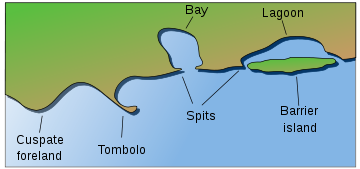 Bay
Lagoon
Spits
Barrier
island
Cuspate
foreland
Tombolo